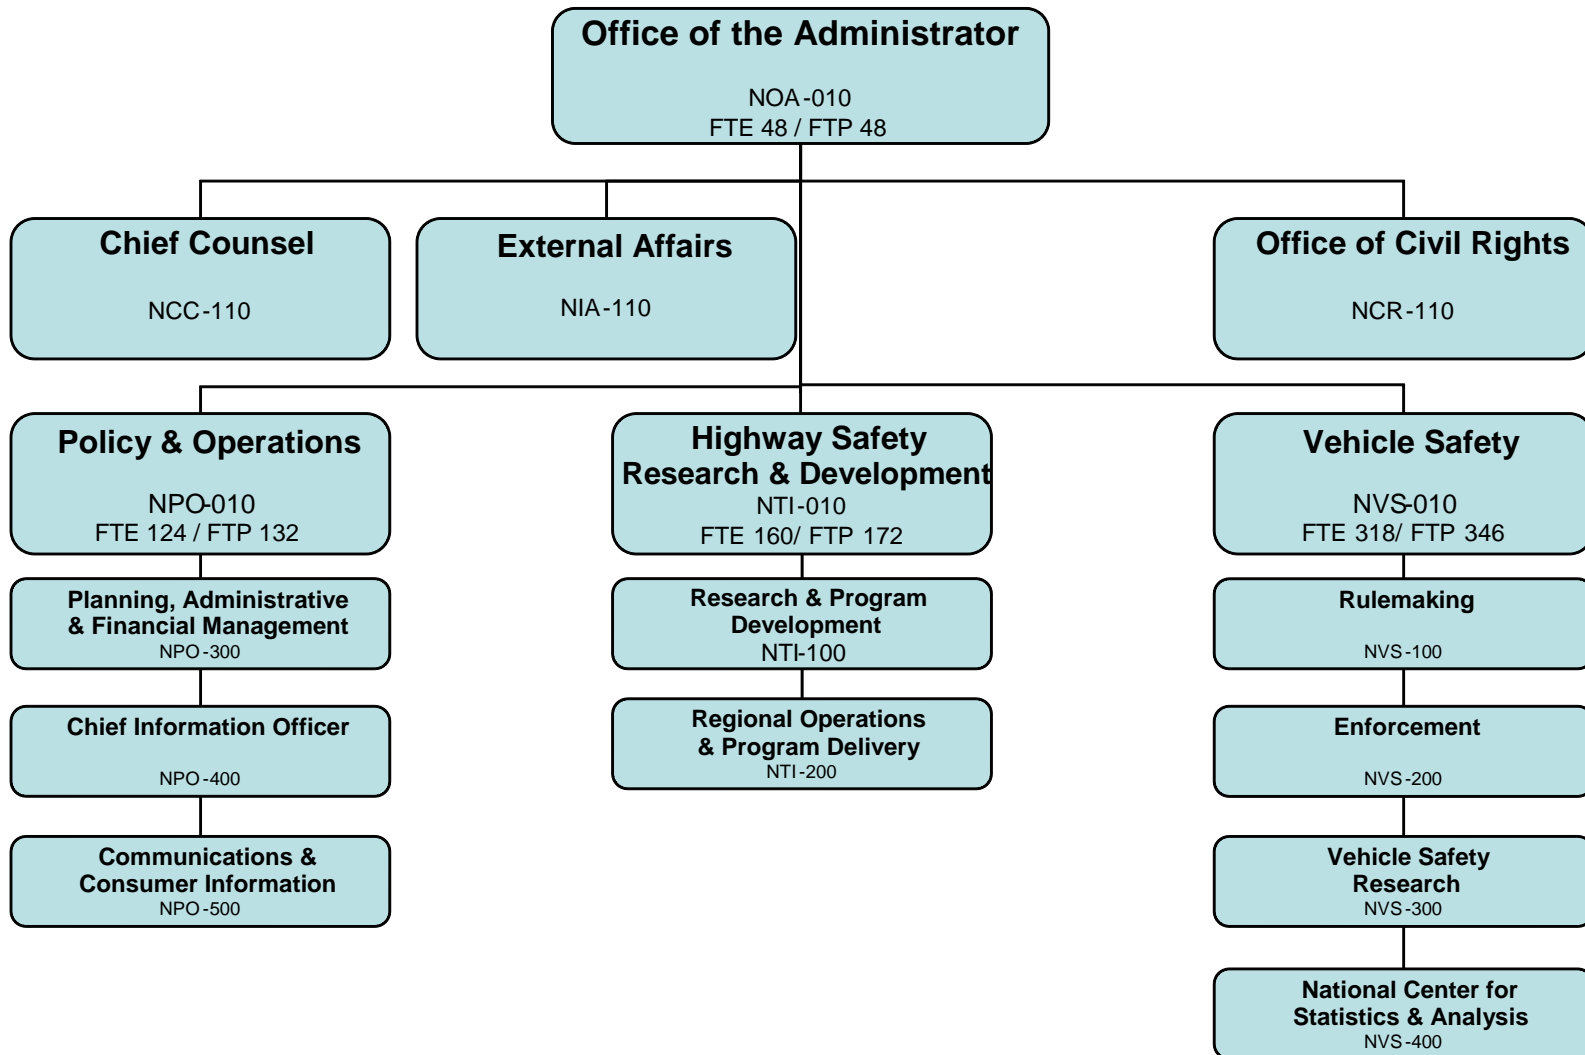 Office of the Administrator
NOA-010
FTE 48 / FTP 48
Chief Counsel
NCC-110
External Affairs
NIA-110
Office of Civil Rights
NCR-110
Policy & Operations
NPO-010
FTE 124 / FTP 132
Highway Safety
Research & Development
NTI-010
FTE 160/ FTP 172
Vehicle Safety
NVS-010
FTE 318/ FTP 346
Planning, Administrative
& Financial Management
NPO-300
Research & Program
Development
NTI-100
Rulemaking
NVS-100
Chief Information Officer
NPO-400
Regional Operations
& Program Delivery
NTI-200
Enforcement
NVS-200
Communications &
Consumer Information
NPO-500
Vehicle Safety
Research
NVS-300
National Center for
Statistics & Analysis
NVS-400